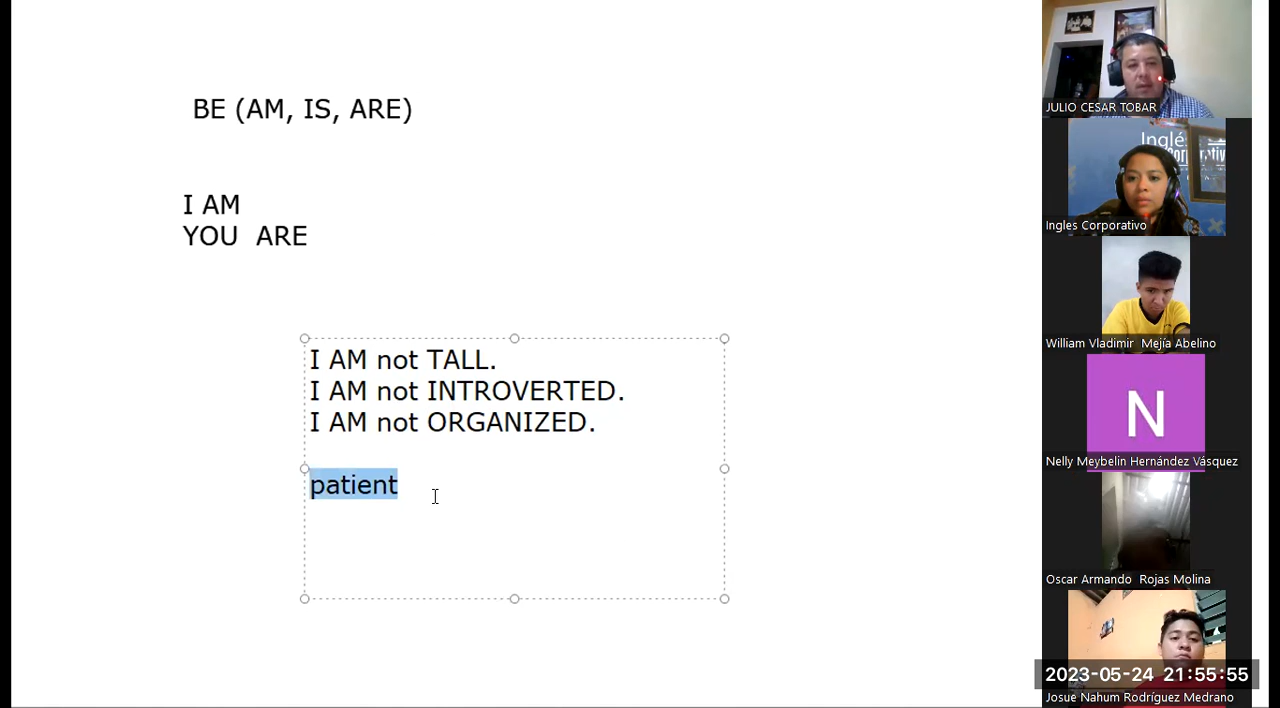 BE (AM, IS, ARE)
I AM
YOU ARE
I AM not TALL.
I AM not INTROVERTED.
I AM not ORGANIZED.
patient
JULIO CESAR TOBAR
Inglés
Corporativo
Ingles Corporativo
William Vladimir Mejía Abelino
N
Nelly Meybelin Hernández Vásquez
Oscar Armando Rojas Molina
2023-05-24 21:55:55
Josue Nahum Rodríguez Medrano